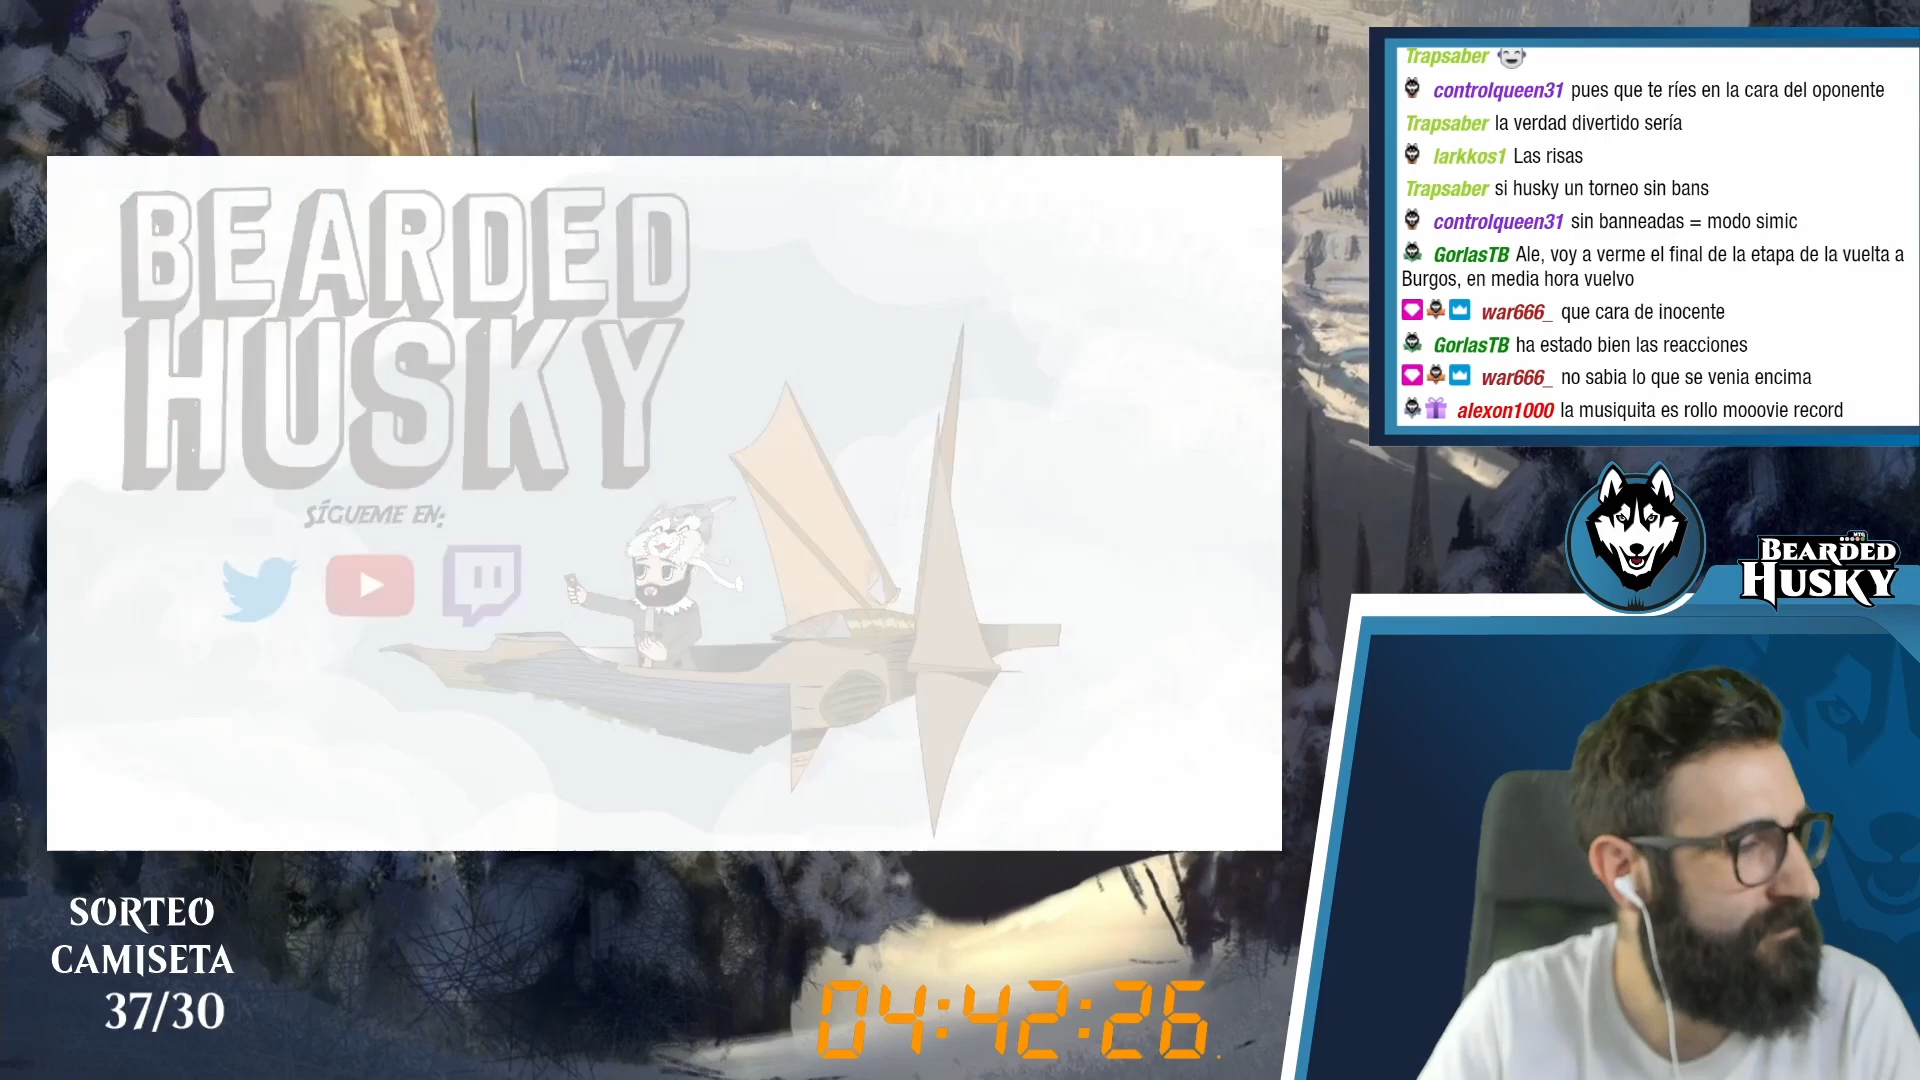 BEARDED
HUSKY
SÍGUEME EN:
Trapsaber
controlqueen31 pues que te ríes en la cara del oponente
Trapsaber la verdad divertido sería
larkkos1 Las risas
Trapsaber si husky un torneo sin bans
controlqueen31 sin banneadas = modo simic
GorlasTB Ale, voy a verme el final de la etapa de la vuelta a
Burgos, en media hora vuelvo
war666_ que cara de inocente
GorlasTB ha estado bien las reacciones
war666_ no sabia lo que se venia encima
alexon1000 la musiquita es rollo mooovie record
MTG
BEARDED
HUSKY
SORTEO
CAMISETA
37/30
04:42:26.